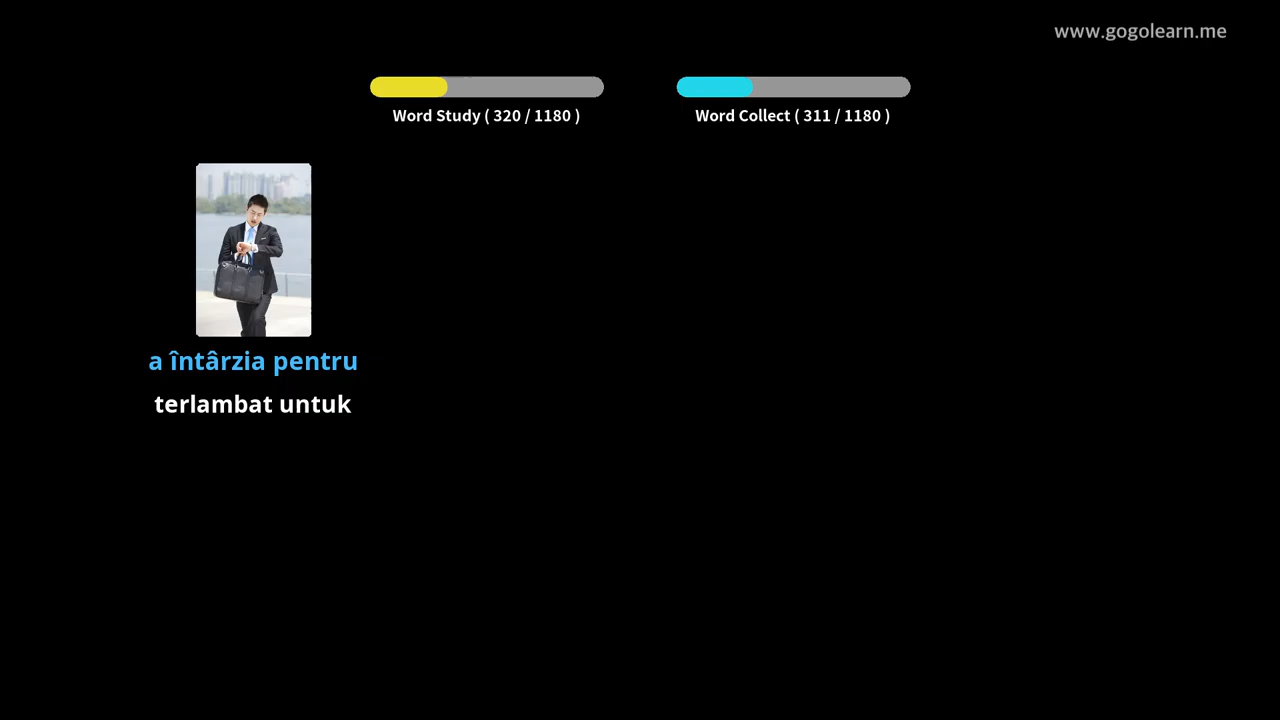 www.gogolearn.me
Word Study ( 320 / 1180 )
Word Collect ( 311 / 1180 )
a întârzia pentru
terlambat untuk